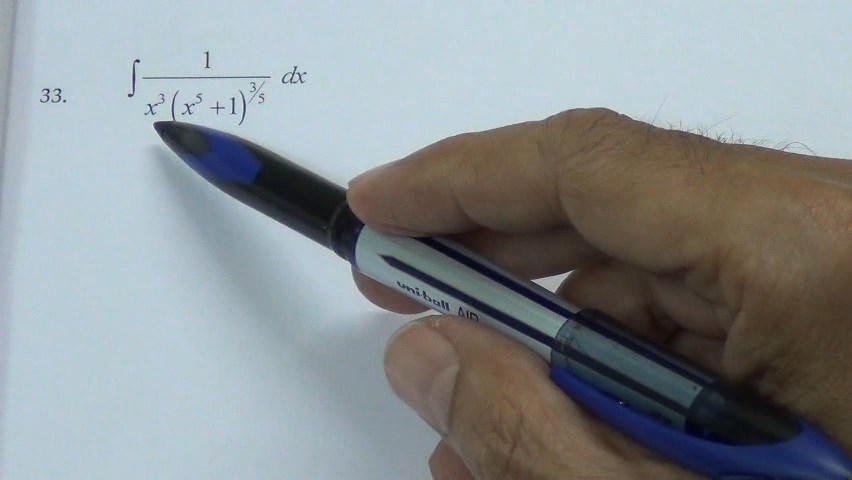 33. ∫ 1 / x³(x⁵ + 1)^3/5 dx
uni-ball AIR